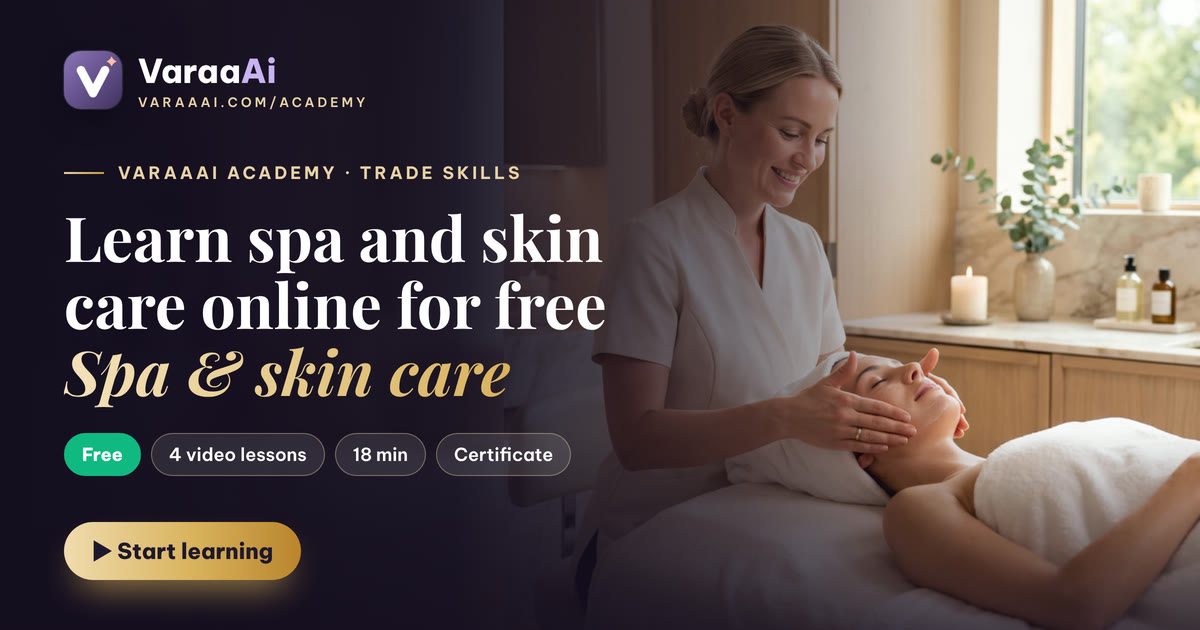 VaraaAi
VARAAAI.COM/ACADEMY
VARAAAI ACADEMY · TRADE SKILLS
Learn spa and skin
care online for free
Spa & skin care
Free
4 video lessons
18 min
Certificate
▶ Start learning